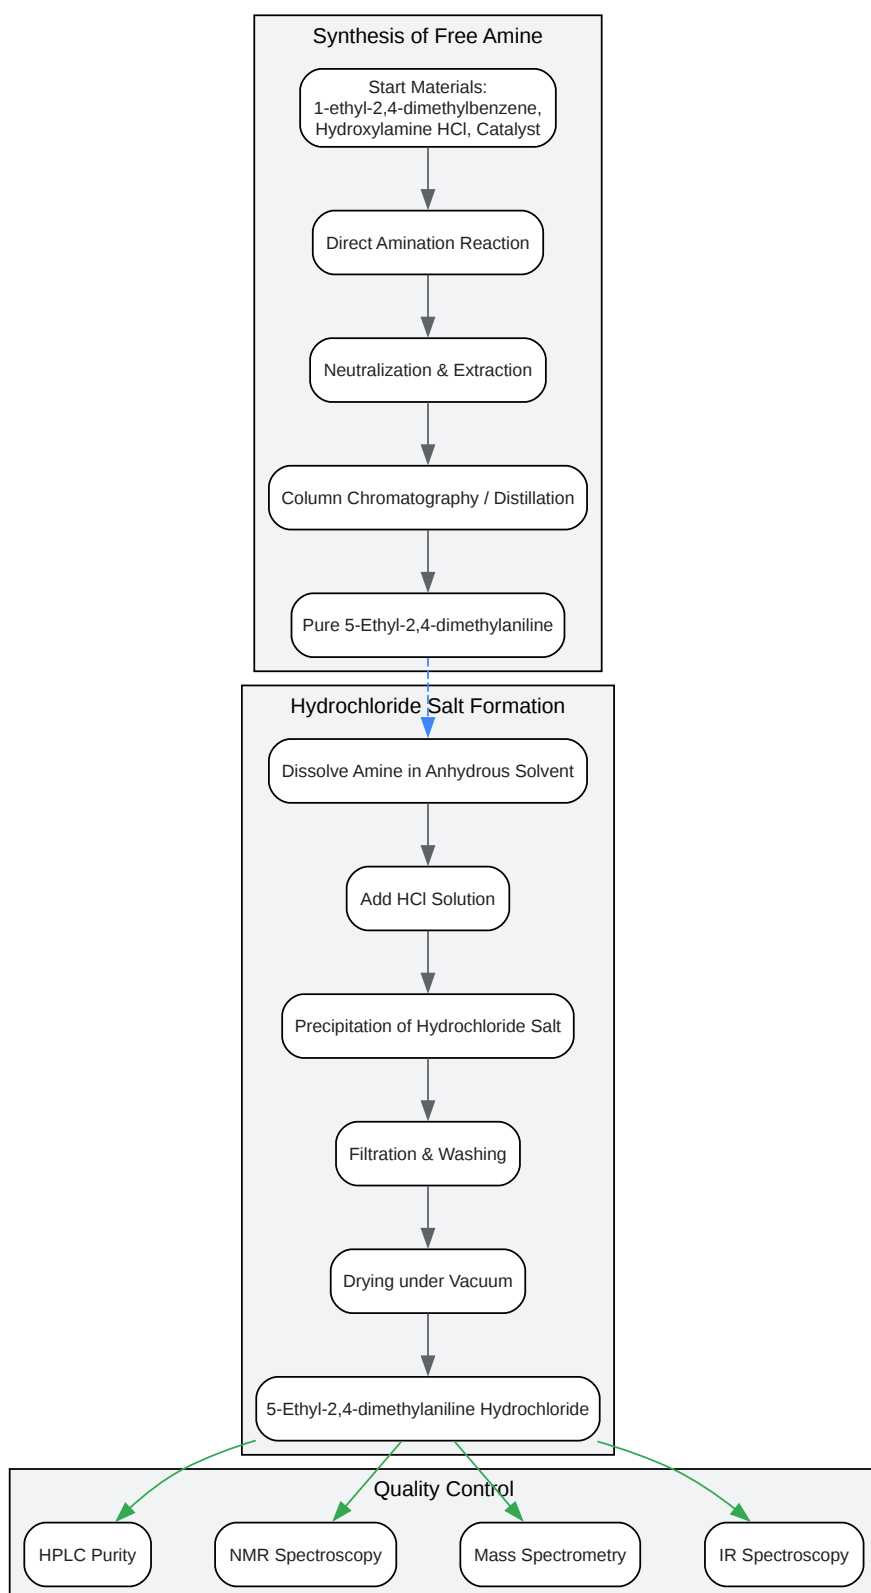 Synthesis of Free Amine
Start Materials:
1-ethyl-2,4-dimethylbenzene,
Hydroxylamine HCl, Catalyst
Direct Amination Reaction
Neutralization & Extraction
Column Chromatography / Distillation
Pure 5-Ethyl-2,4-dimethylaniline
Hydrochloride Salt Formation
Dissolve Amine in Anhydrous Solvent
Add HCl Solution
Precipitation of Hydrochloride Salt
Filtration & Washing
Drying under Vacuum
5-Ethyl-2,4-dimethylaniline Hydrochloride
Quality Control
HPLC Purity
NMR Spectroscopy
Mass Spectrometry
IR Spectroscopy